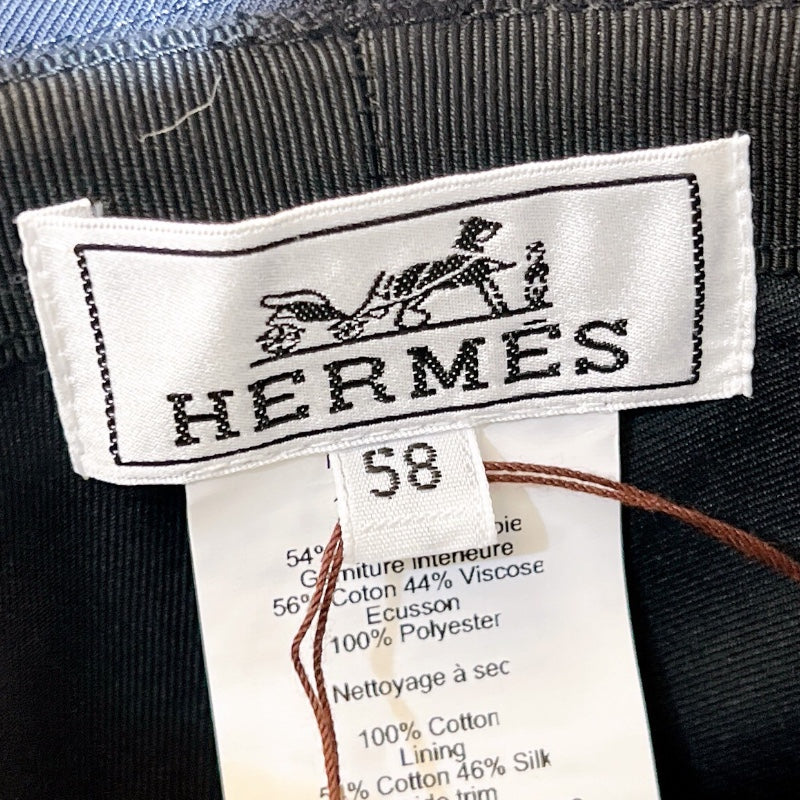 HERMÈS
58
54%
Garniture intérieure
56% Coton 44% Viscose
Ecusson
100% Polyester
Nettoyage à sec
100% Cotton
Lining
% Cotton 46% Silk
trim